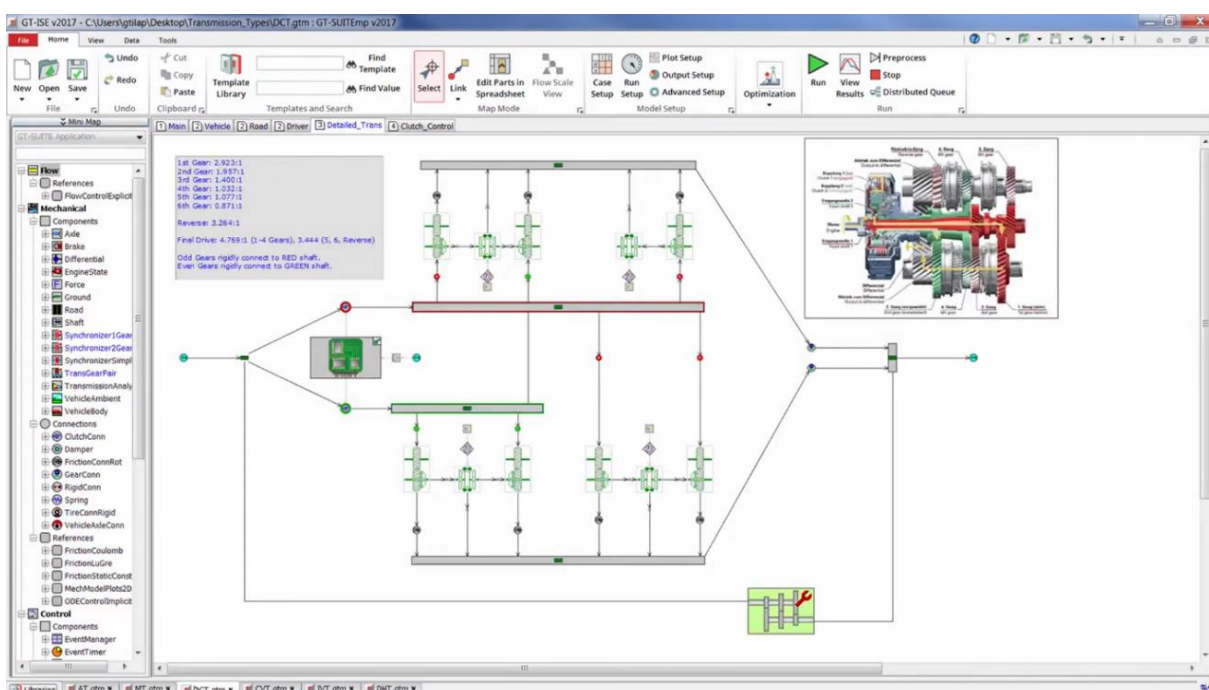 GT-ISE v2017 - C:\Users\gtilap\Desktop\Transmission_Types\DCT.gtm : GT-SUITEmp v2017
File Home View Data Tools
New Open Save
File
Undo
Redo
Undo
Cut
Copy
Paste
Clipboard
Template Library
Find Template
Find Value
Templates and Search
Select
Link
Edit Parts in Spreadsheet
Flow Scale View
Map Mode
Case Setup
Run Setup
Plot Setup
Output Setup
Advanced Setup
Model Setup
Optimization
Run
View Results
Preprocess
Stop
Distributed Queue
Run
Mini Map
1 Main 2 Vehicle 2 Road 2 Driver 3 Detailed_Trans 4 Clutch_Control
GT-SUITE Application
Flow
References
FlowControlExplicit
Mechanical
Components
Axle
Brake
Differential
EngineState
Force
Ground
Road
Shaft
Synchronizer1Gear
Synchronizer2Gear
SynchronizerSimpl
TransGearPair
TransmissionAnaly
VehicleAmbient
VehicleBody
Connections
ClutchConn
Damper
FrictionConnRot
GearConn
RigidConn
Spring
TireConnRigid
VehicleAxleConn
References
FrictionCoulomb
FrictionLuGre
FrictionStaticConst
MechModelPlots2D
ODEControlImplicit
Control
Components
EventManager
EventTimer
1st Gear: 2.923:1
2nd Gear: 1.957:1
3rd Gear: 1.400:1
4th Gear: 1.032:1
5th Gear: 1.077:1
6th Gear: 0.871:1
Reverse: 3.264:1
Final Drive: 4.769:1 (1-4 Gears), 3.444 (5, 6, Reverse)
Odd Gears rigidly connect to RED shaft.
Even Gears rigidly connect to GREEN shaft.
Libraries AT.gtm MT.gtm DCT.gtm CVT.gtm IVT.gtm DHT.gtm